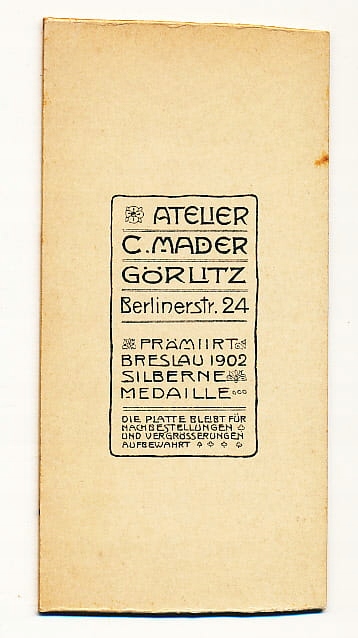 ATELIER
C. MADER
GÖRLITZ
Berlinerstr. 24
PRÄMIIRT
BRESLAU 1902
SILBERNE
MEDAILLE
DIE PLATTE BLEIBT FÜR
NACHBESTELLUNGEN
UND VERGRÖSSERUNGEN
AUFBEWAHRT